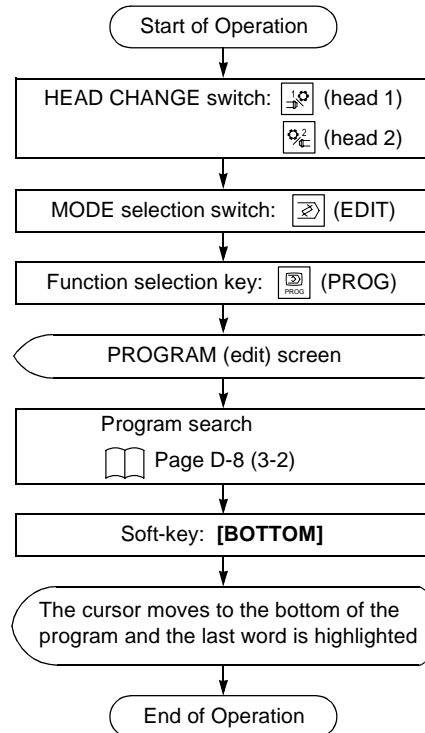 Start of Operation
HEAD CHANGE switch: 1 (head 1)
2 (head 2)
MODE selection switch: (EDIT)
Function selection key: PROG (PROG)
PROGRAM (edit) screen
Program search
Page D-8 (3-2)
Soft-key: [BOTTOM]
The cursor moves to the bottom of the
program and the last word is highlighted
End of Operation